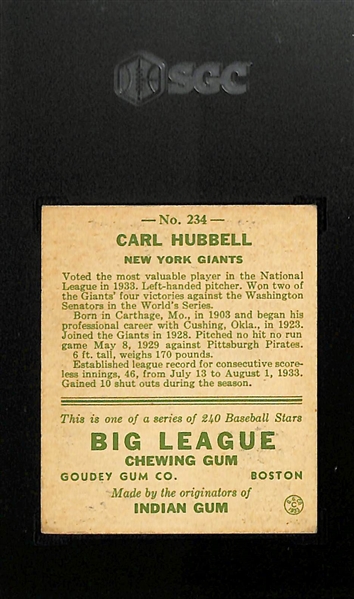 SGC
— No. 234 —
CARL HUBBELL
NEW YORK GIANTS
Voted the most valuable player in the National
League in 1933. Left-handed pitcher. Won two of
the Giants' four victories against the Washington
Senators in the World's Series.
Born in Carthage, Mo., in 1903 and began his
professional career with Cushing, Okla., in 1923.
Joined the Giants in 1928. Pitched no hit no run
game May 8, 1929 against Pittsburgh Pirates.
6 ft. tall, weighs 170 pounds.
Established league record for consecutive score-
less innings, 46, from July 13 to August 1, 1933.
Gained 10 shut outs during the season.
This is one of a series of 240 Baseball Stars
BIG LEAGUE
CHEWING GUM
GOUDEY GUM CO. BOSTON
Made by the originators of
INDIAN GUM